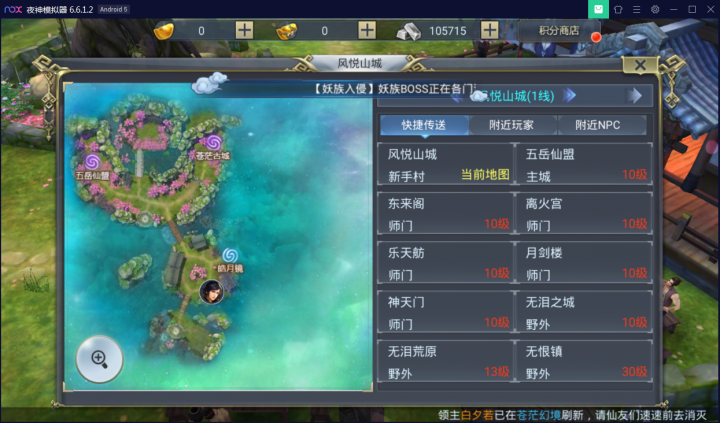 nox 夜神模拟器 6.6.1.2 Android 5
0
0
105715
积分商店
风悦山城
【妖族入侵】妖族BOSS正在各门
风悦山城(1线)
快捷传送
附近玩家
附近NPC
苍茫古城
五岳仙盟
皓月镜
风悦山城
新手村
当前地图
五岳仙盟
主城
10级
东来阁
师门
10级
离火宫
师门
10级
乐天舫
师门
10级
月剑楼
师门
10级
神天门
师门
10级
无泪之城
野外
10级
无泪荒原
野外
13级
无恨镇
野外
30级
领主白夕若已在苍茫幻境刷新，请仙友们速速前去消灭